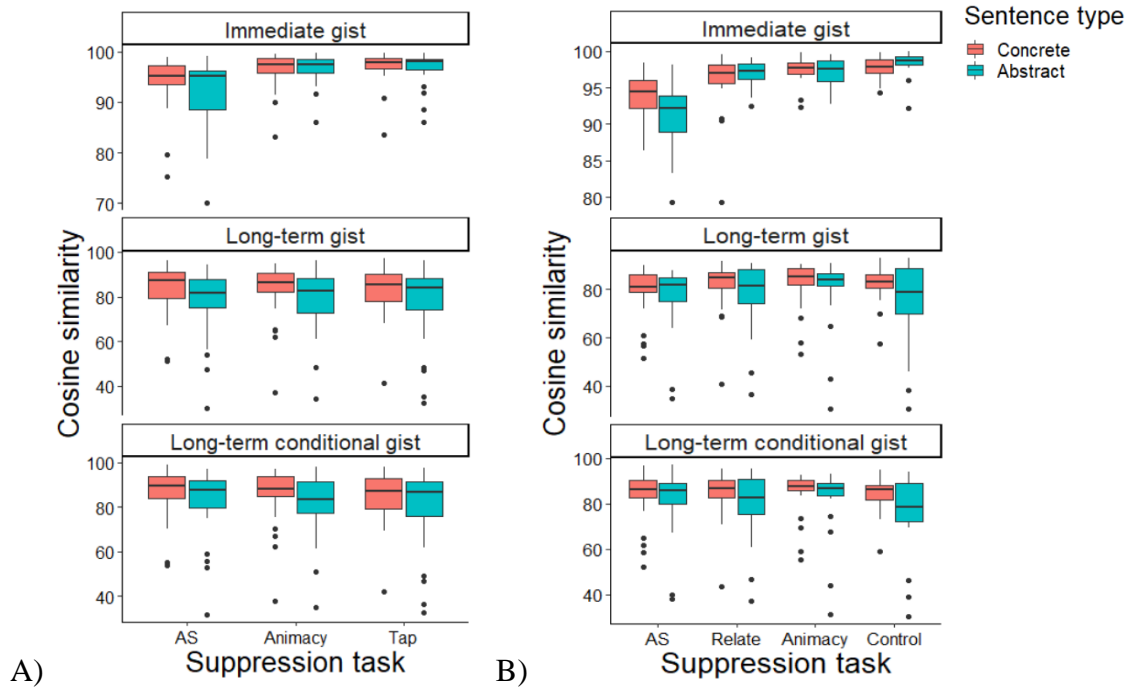 Immediate gist
100
90
80
70
Long-term gist
100
80
60
40
Long-term conditional gist
100
80
60
40
Cosine similarity
AS Animacy Tap
Suppression task
A)
Immediate gist
100
95
90
85
80
Long-term gist
80
60
40
Long-term conditional gist
100
80
60
40
Cosine similarity
AS Relate Animacy Control
Suppression task
B)
Sentence type
Concrete
Abstract